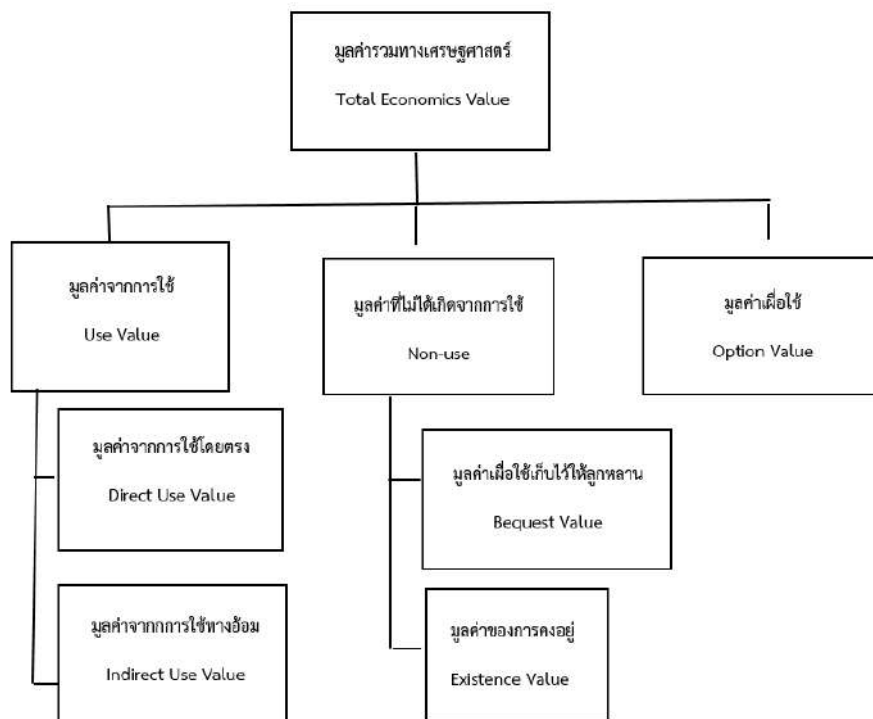 มูลค่ารวมทางเศรษฐศาสตร์
Total Economics Value
มูลค่าจากการใช้
Use Value
มูลค่าที่ไม่ได้เกิดจากการใช้
Non-use
มูลค่าเผื่อใช้
Option Value
มูลค่าจากการใช้โดยตรง
Direct Use Value
มูลค่าเผื่อใช้เก็บไว้ให้ลูกหลาน
Bequest Value
มูลค่าจากกการใช้ทางอ้อม
Indirect Use Value
มูลค่าของการคงอยู่
Existence Value